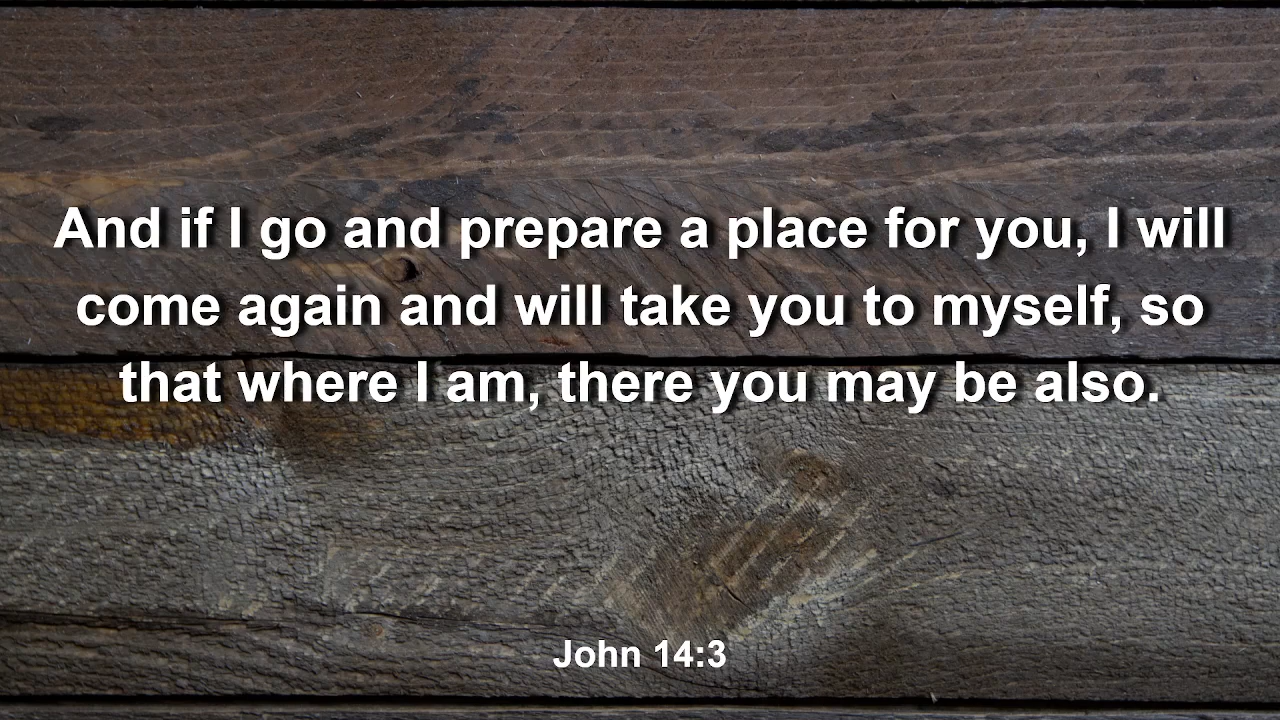 And if I go and prepare a place for you, I will
come again and will take you to myself, so
that where I am, there you may be also.
John 14:3